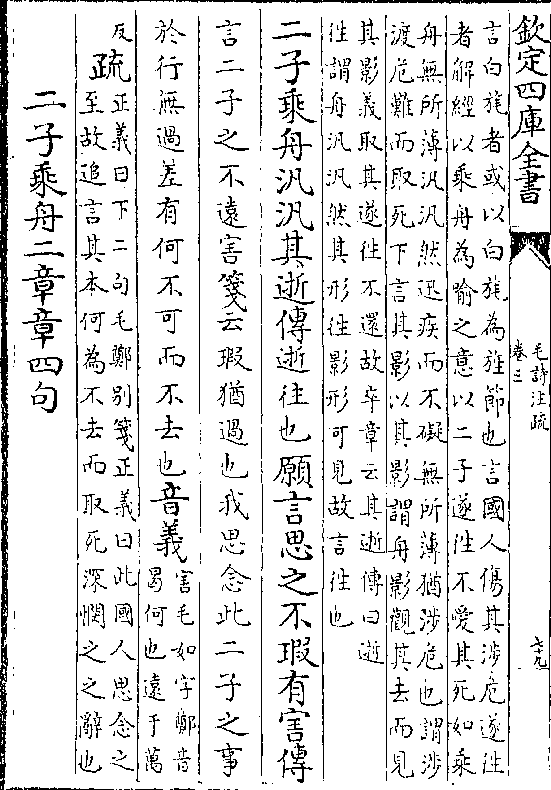 欽定四庫全書
毛詩注疏
卷三
言白旄者或以白旄為旌節也言國人傷其涉危遂往
者解經以乘舟為喻之意以二子遂往不愛其死如乘
舟無所薄汎汎然迅疾而不礙無所薄猶涉危也謂涉
渡危難而取死下言其影以其影謂舟影觀其去而見
其影義取其遂往不還故卒章云其逝傳曰逝
往謂舟汎汎然其形往影形可見故言往也
二子乘舟汎汎其逝傳逝往也願言思之不瑕有害傳
言二子之不遠害箋云瑕猶過也我思念此二子之事
於行無過差有何不可而不去也音義
害毛如字鄭音
曷何也遠于萬
反
疏
正義曰下二句毛鄭别箋正義曰此國人思念之
至故追言其本何為不去而取死深憫之之辭也
二子乘舟二章章四句